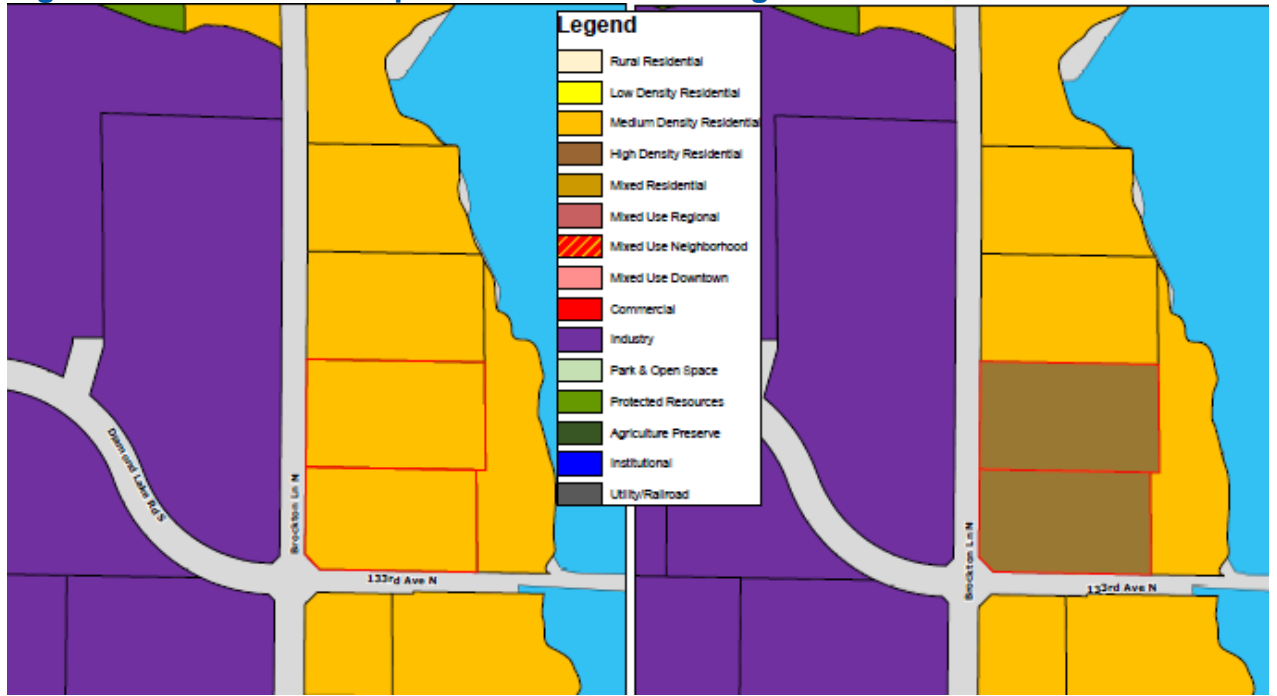 Legend
Rural Residential
Low Density Residential
Medium Density Residential
High Density Residential
Mixed Residential
Mixed Use Regional
Mixed Use Neighborhood
Mixed Use Downtown
Commercial
Industry
Park & Open Space
Protected Resources
Agriculture Preserve
Institutional
Utility/Railroad
Diamond Lake Rd S
Brockton Ln N
133rd Ave N
Brockton Ln N
133rd Ave N